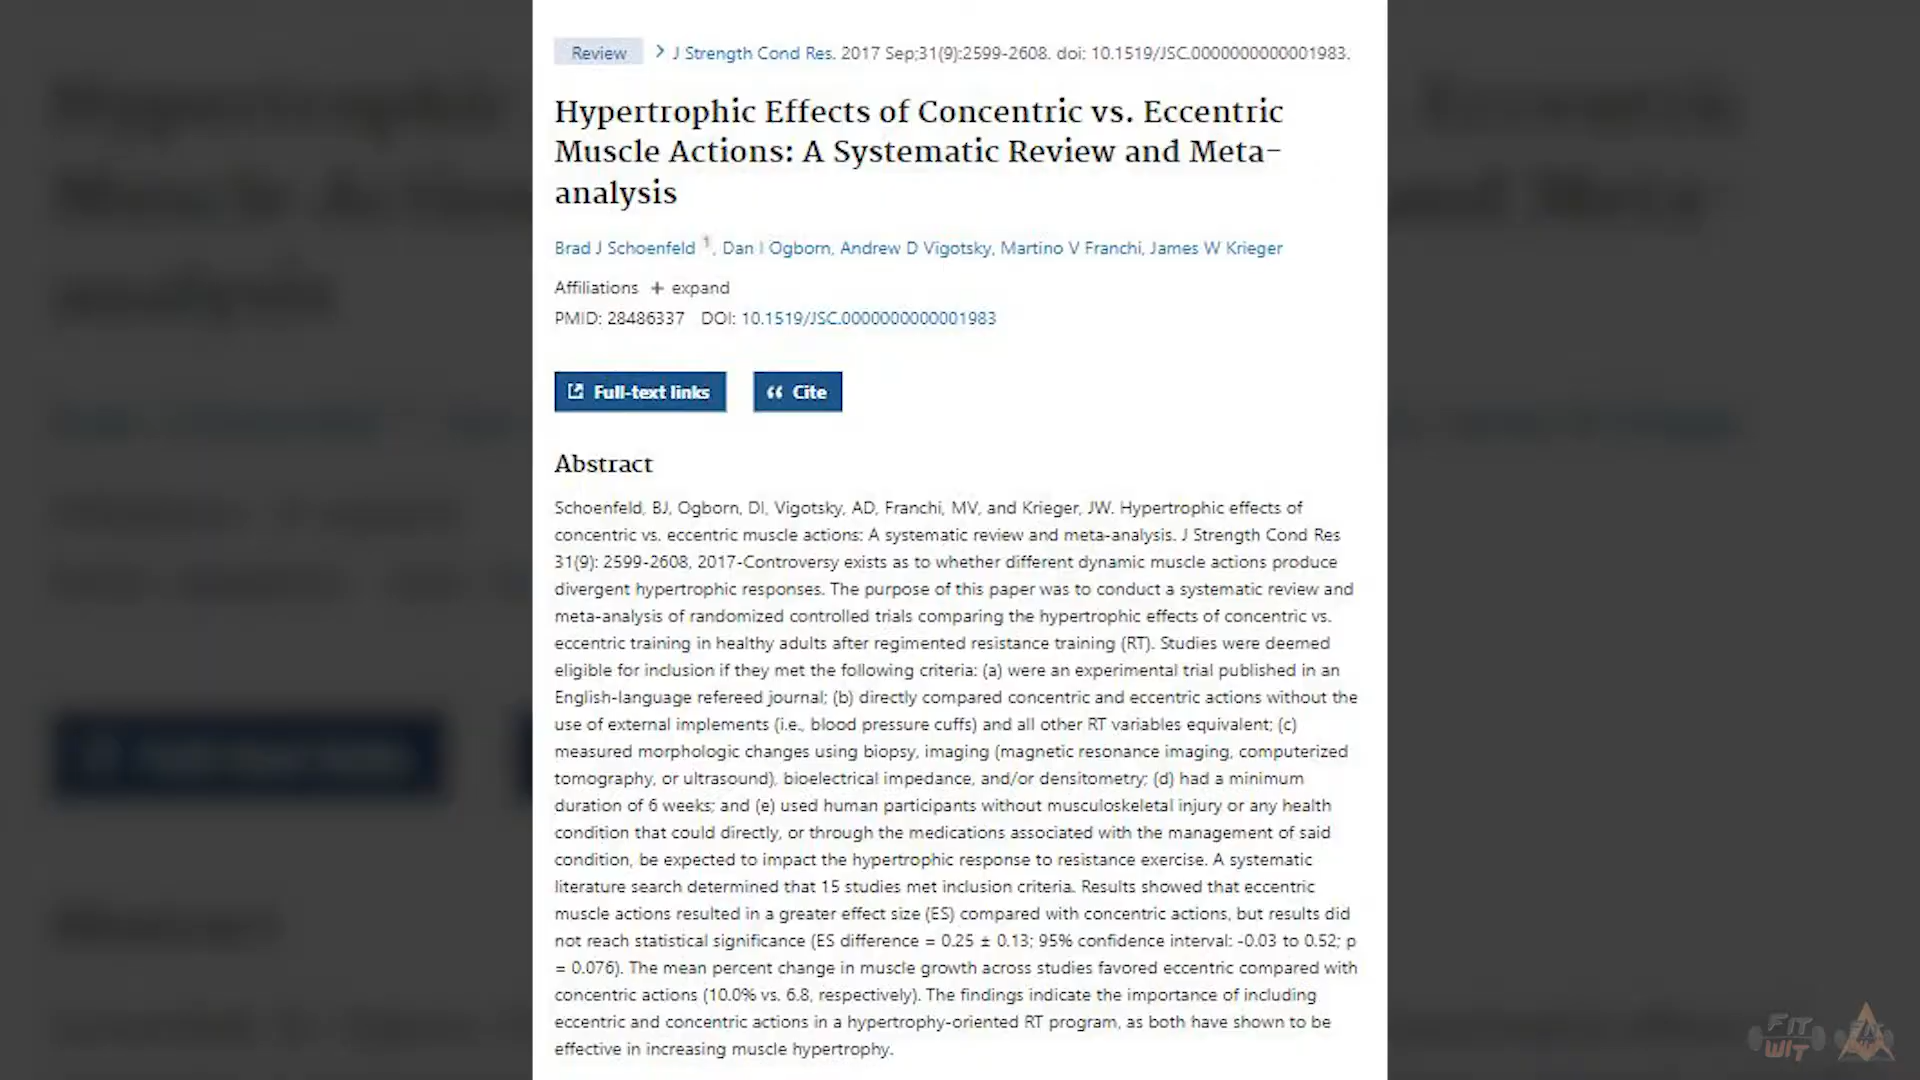 Review > J Strength Cond Res. 2017 Sep;31(9):2599-2608. doi: 10.1519/JSC.0000000000001983.
Hypertrophic Effects of Concentric vs. Eccentric
Muscle Actions: A Systematic Review and Meta-
analysis
Brad J Schoenfeld 1, Dan I Ogborn, Andrew D Vigotsky, Martino V Franchi, James W Krieger
Affiliations + expand
PMID: 28486337 DOI: 10.1519/JSC.0000000000001983
Full-text links Cite
Abstract
Schoenfeld, BJ, Ogborn, DI, Vigotsky, AD, Franchi, MV, and Krieger, JW. Hypertrophic effects of
concentric vs. eccentric muscle actions: A systematic review and meta-analysis. J Strength Cond Res
31(9): 2599-2608, 2017-Controversy exists as to whether different dynamic muscle actions produce
divergent hypertrophic responses. The purpose of this paper was to conduct a systematic review and
meta-analysis of randomized controlled trials comparing the hypertrophic effects of concentric vs.
eccentric training in healthy adults after regimented resistance training (RT). Studies were deemed
eligible for inclusion if they met the following criteria: (a) were an experimental trial published in an
English-language refereed journal; (b) directly compared concentric and eccentric actions without the
use of external implements (i.e., blood pressure cuffs) and all other RT variables equivalent; (c)
measured morphologic changes using biopsy, imaging (magnetic resonance imaging, computerized
tomography, or ultrasound), bioelectrical impedance, and/or densitometry; (d) had a minimum
duration of 6 weeks; and (e) used human participants without musculoskeletal injury or any health
condition that could directly, or through the medications associated with the management of said
condition, be expected to impact the hypertrophic response to resistance exercise. A systematic
literature search determined that 15 studies met inclusion criteria. Results showed that eccentric
muscle actions resulted in a greater effect size (ES) compared with concentric actions, but results did
not reach statistical significance (ES difference = 0.25 ± 0.13; 95% confidence interval: -0.03 to 0.52; p
= 0.076). The mean percent change in muscle growth across studies favored eccentric compared with
concentric actions (10.0% vs. 6.8, respectively). The findings indicate the importance of including
eccentric and concentric actions in a hypertrophy-oriented RT program, as both have shown to be
effective in increasing muscle hypertrophy.
FIT
WIT